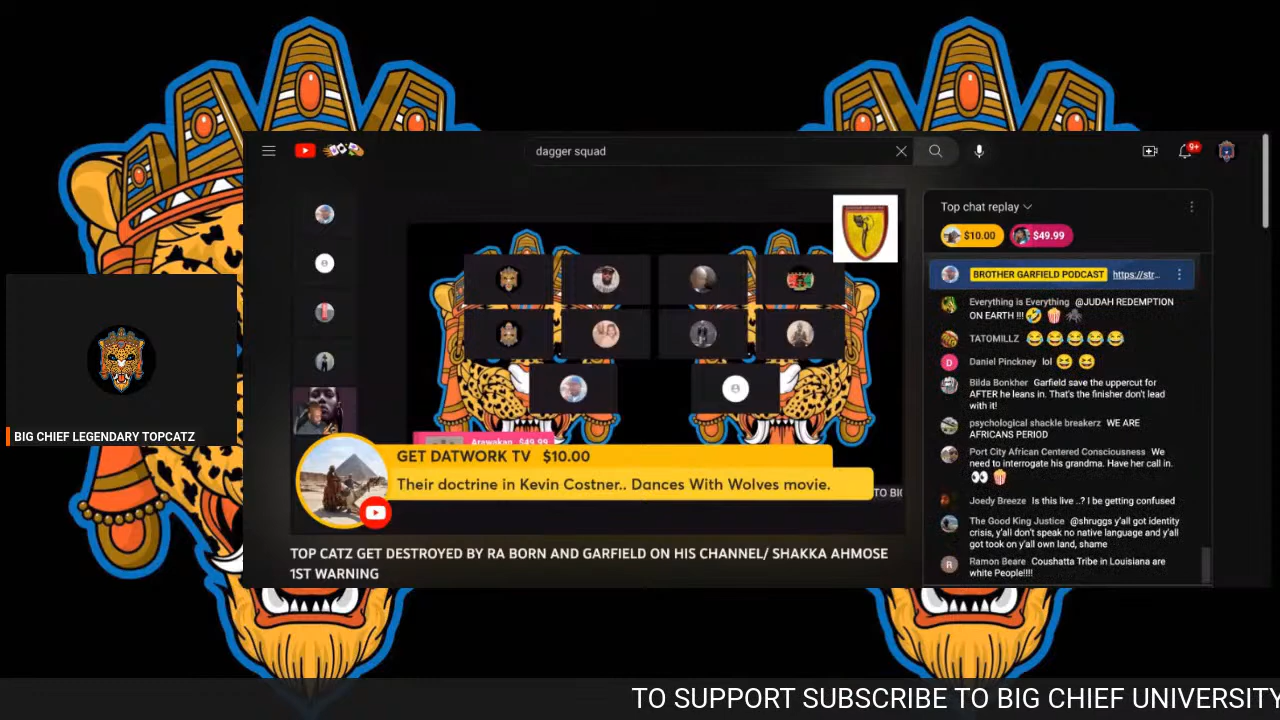 dagger squad
9+
Top chat replay
$10.00 $49.99
BROTHER GARFIELD PODCAST https://str...
Everything is Everything @JUDAH REDEMPTION
ON EARTH !!! 🤣 🍿 🕷
TATOMILLZ 😂 😂 😂 😂 😂
D Daniel Pinckney lol 😆 😆
Bilda Bonkher Garfield save the uppercut for
AFTER he leans in. That's the finisher don't lead
with it!
psychological shackle breakerz WE ARE
AFRICANS PERIOD
Port City African Centered Consciousness We
need to interrogate his grandma. Have her call in.
👀 🍿
Joedy Breeze Is this live ..? I be getting confused
The Good King Justice @shruggs y'all got identity
crisis, y'all don't speak no native language and y'all
got took on y'all own land, shame
R Ramon Beare Coushatta Tribe in Louisiana are
white People!!!!
BIG CHIEF LEGENDARY TOPCATZ
Arawakan $49.99
GET DATWORK TV $10.00
Their doctrine in Kevin Costner.. Dances With Wolves movie.
TO BIG
TOP CATZ GET DESTROYED BY RA BORN AND GARFIELD ON HIS CHANNEL/ SHAKKA AHMOSE
1ST WARNING
TO SUPPORT SUBSCRIBE TO BIG CHIEF UNIVERSITY